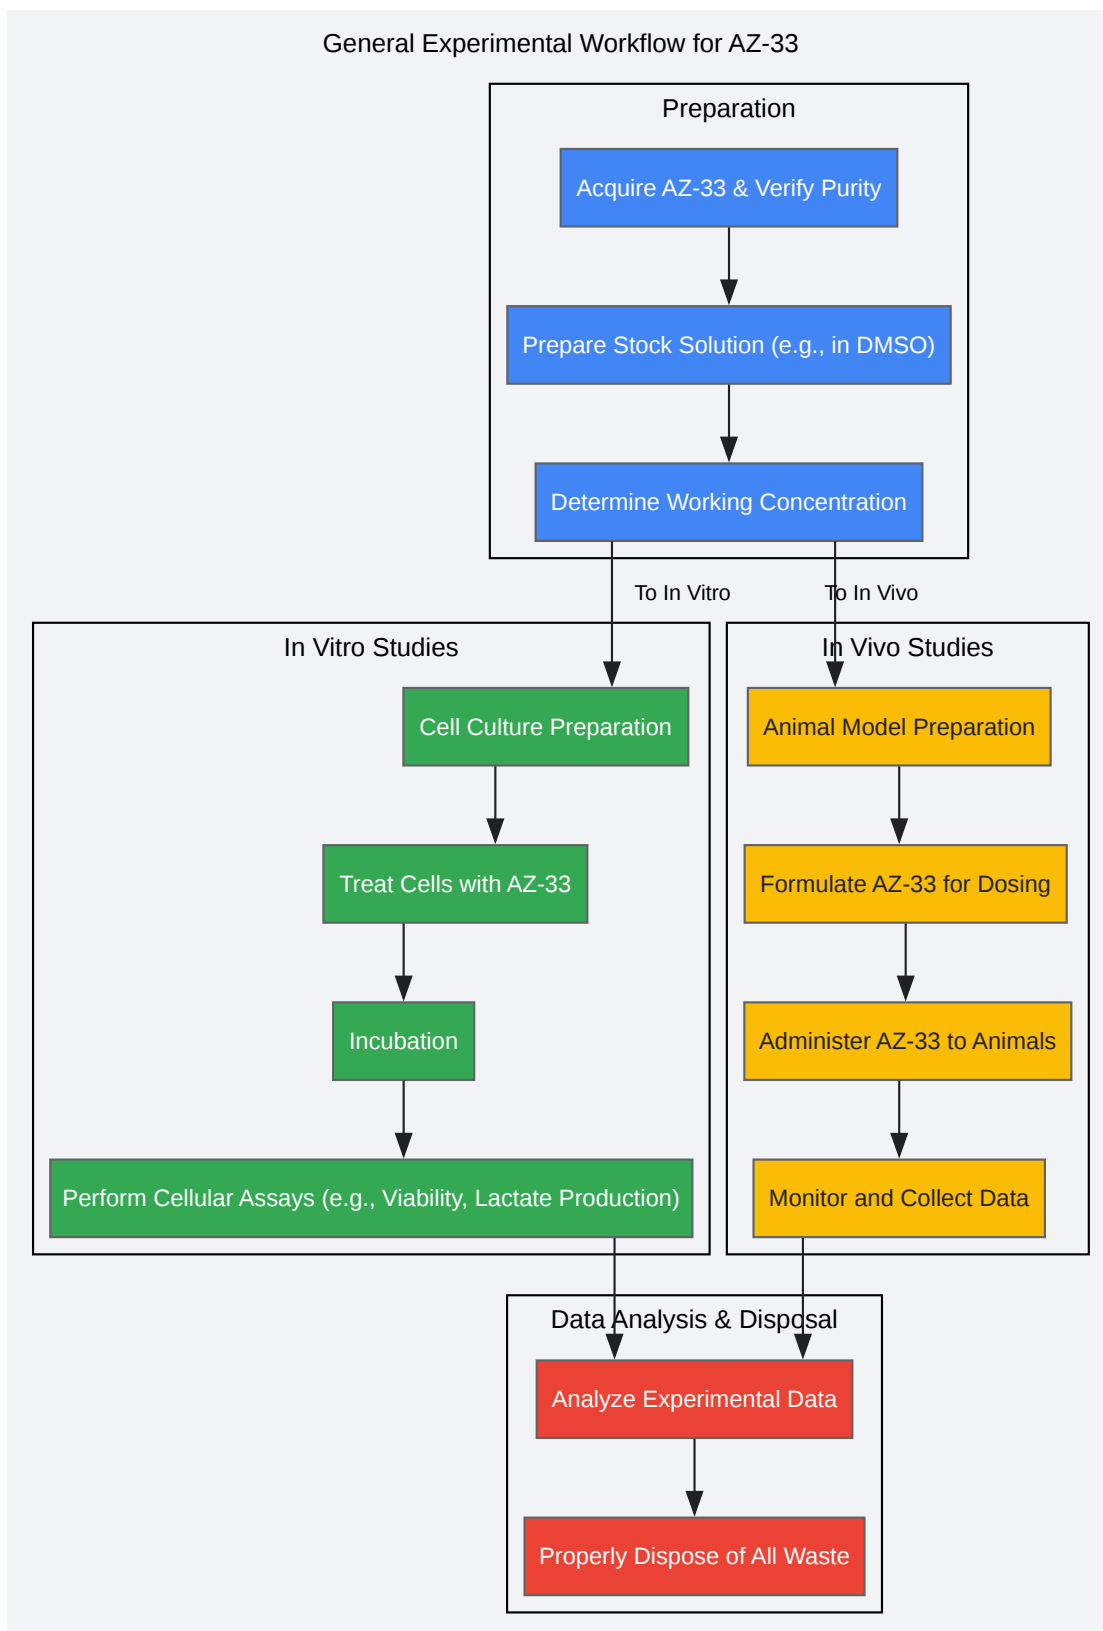 General Experimental Workflow for AZ-33
Preparation
Acquire AZ-33 & Verify Purity
Prepare Stock Solution (e.g., in DMSO)
Determine Working Concentration
To In Vitro
To In Vivo
In Vitro Studies
Cell Culture Preparation
Treat Cells with AZ-33
Incubation
Perform Cellular Assays (e.g., Viability, Lactate Production)
In Vivo Studies
Animal Model Preparation
Formulate AZ-33 for Dosing
Administer AZ-33 to Animals
Monitor and Collect Data
Data Analysis & Disposal
Analyze Experimental Data
Properly Dispose of All Waste